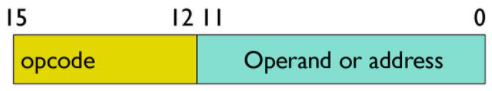 15 12 11 0
opcode Operand or address